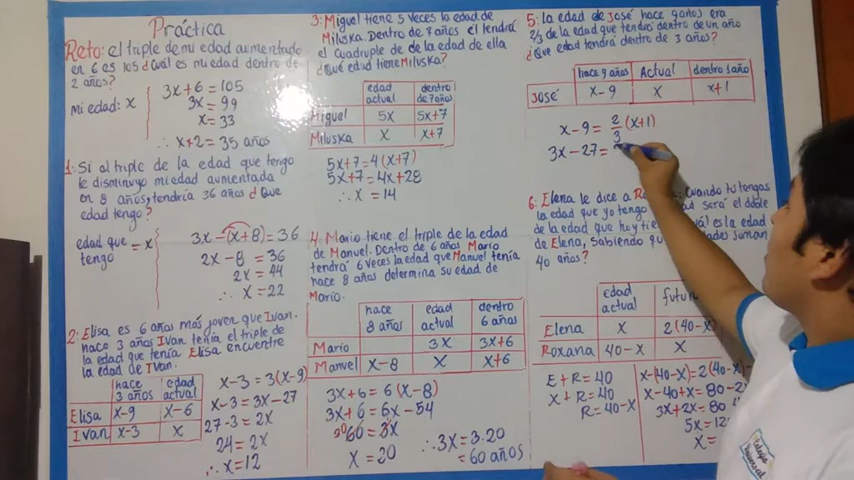 Práctica
Reto: el triple de mi edad aumentado
en 6 es 105 ¿Cuál es mi edad dentro de
2 años?
mi edad: x
3x+6 = 105
3x = 99
x = 33
∴ x+2 = 35 años
1: Si al triple de la edad que tengo
le disminuyo mi edad aumentada
en 8 años, tendría 36 años ¿Que
edad tengo?
edad que
tengo = x
3x-(x+8) = 36
2x-8 = 36
2x = 44
∴ x = 22
2: Elisa es 6 años más joven que Ivan.
hace 3 años Ivan tenía el triple de
la edad que tenía Elisa encuentre
la edad de Ivan.
hace 3 años edad actual
Elisa x-9 x-6
Ivan x-3 x
x-3 = 3(x-9)
x-3 = 3x-27
27-3 = 2x
24 = 2x
∴ x=12
3: Miguel tiene 5 veces la edad de
Miluska. Dentro de 7 años él tendrá
el cuadruple de de la edad de ella
¿Qué edad tiene Miluska?
edad actual dentro de 7 años
Miguel 5x 5x+7
Miluska x x+7
5x+7 = 4(x+7)
5x+7 = 4x+28
∴ x = 14
4. Mario tiene el triple de la edad
de Manuel. Dentro de 6 años Mario
tendrá 6 veces la edad que Manuel tenía
hace 8 años determina su edad de
Mario.
hace 8 años edad actual dentro 6 años
Mario 3x 3x+6
Manuel x-8 x x+6
3x+6 = 6(x-8)
3x+6 = 6x-54
60 = 3x
x = 20
∴ 3x = 3.20
= 60 años
5: la edad de José hace 9 años era
2/3 de la edad que tendrá dentro de un año
¿Que edad tendrá dentro de 3 años?
hace 9 años Actual dentro 1 año
José x-9 x x+1
x-9 = 2/3 (x+1)
3x-27 =
6: Elena le dice a Cuando tú tengas
la edad que yo tengo será el doble
de la edad que hoy es la edad
de Elena, Sabiendo suman
40 años?
edad actual
Elena x 2(40-x)
Roxana 40-x x
E+R = 40
x+R = 40
R = 40-x
x-(40-x) = 2(40-
x-40+x = 80-2
3x+2x = 80
5x =
x =